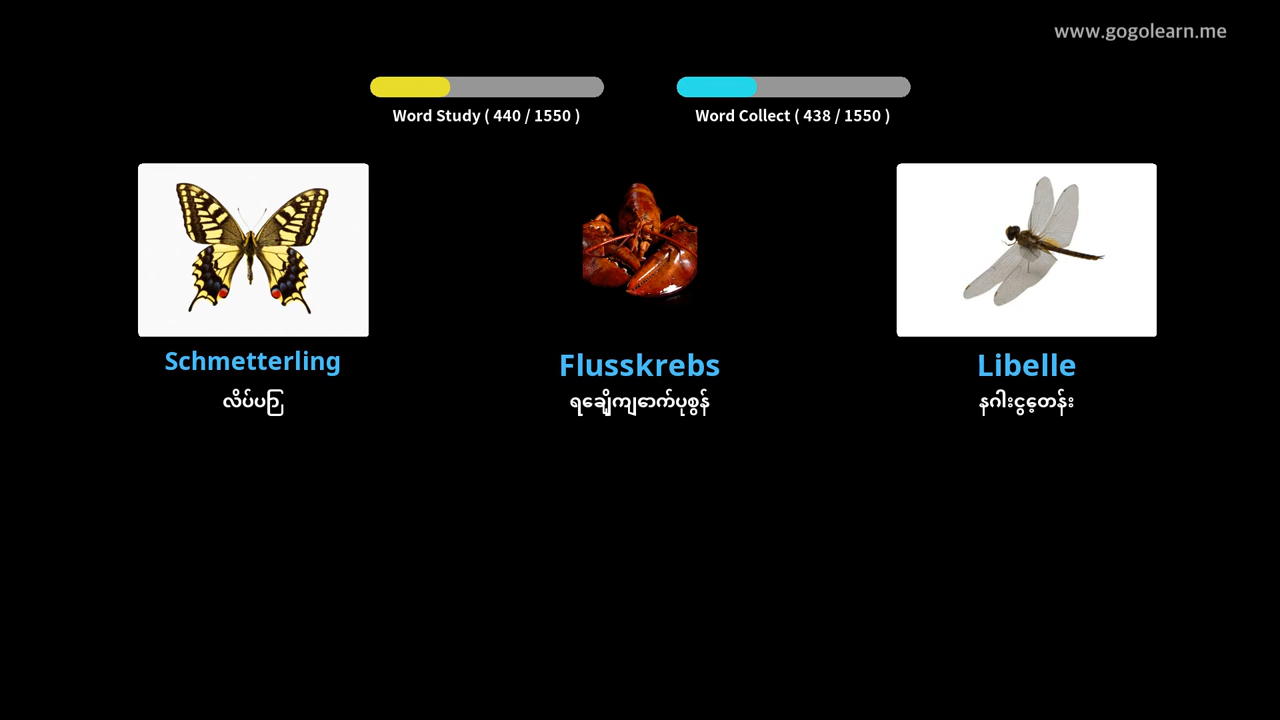 www.gogolearn.me
Word Study ( 440 / 1550 )
Word Collect ( 438 / 1550 )
Schmetterling
Flusskrebs
Libelle
လိပ်ပြာ
ရေချိုကျောက်ပုစွန်
နဂါးငွေ့တန်း